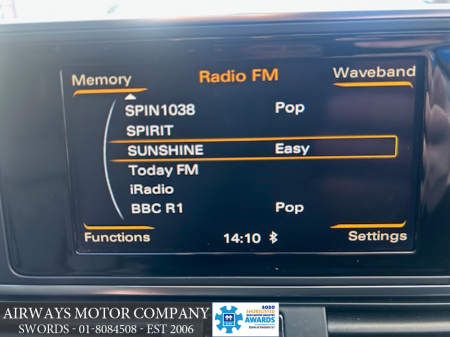 Memory Radio FM Waveband
SPIN1038 Pop
SPIRIT
SUNSHINE Easy
Today FM
iRadio
BBC R1 Pop
Functions 14:10 Settings
AIRWAYS MOTOR COMPANY
SWORDS - 01-8084508 - EST 2006
2020
SHORTLISTED
AWARDS